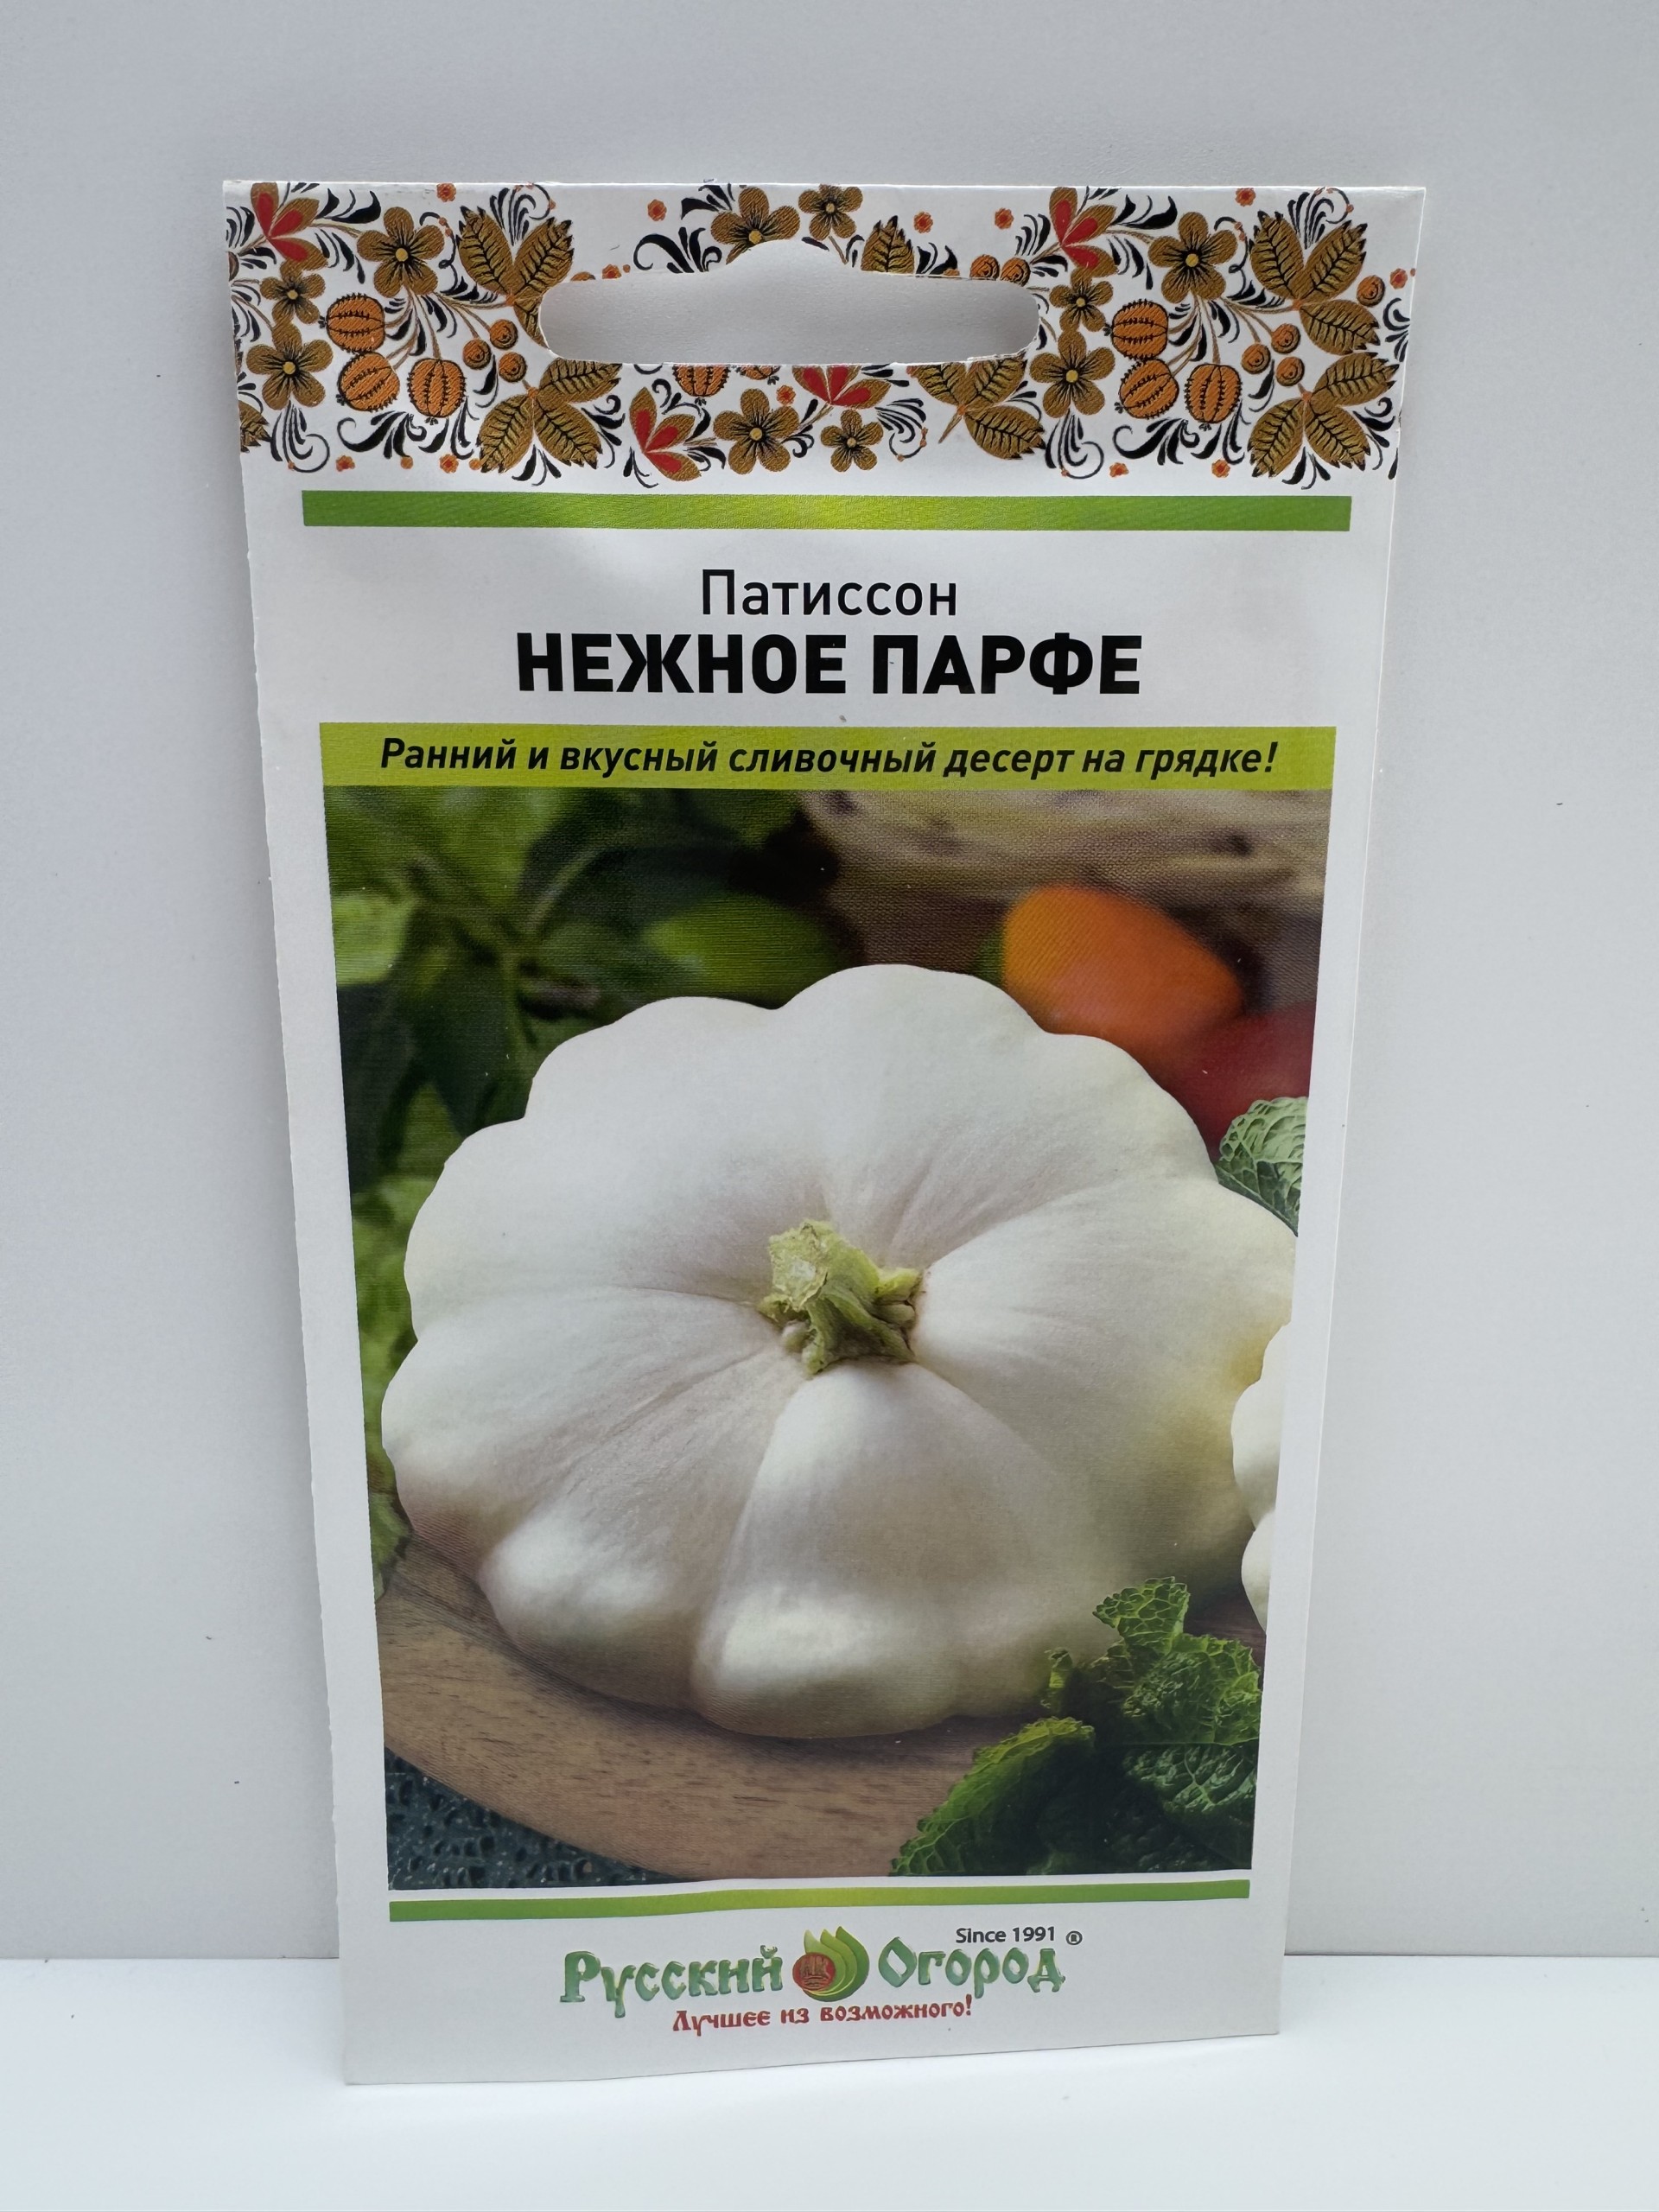 Патиссон
НЕЖНОЕ ПАРФЕ
Ранний и вкусный сливочный десерт на грядке!
Since 1991 ®
Русский Огород
Лучшее из возможного!